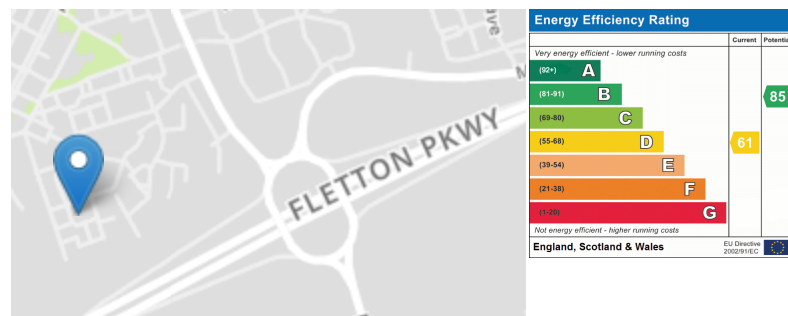 FLETTON PKWY
Energy Efficiency Rating
Current
Very energy efficient - lower running costs
(92+) A
(81-91) B
85
(69-80) C
(55-68) D
61
(39-54) E
(21-38) F
(1-20) G
Not energy efficient - higher running costs
England, Scotland & Wales
EU Directive
2002/91/EC